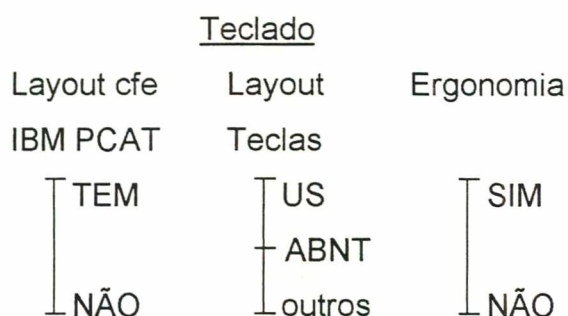 Teclado
Layout cfe Layout Ergonomia
IBM PCAT Teclas
TEM US SIM
ABNT
NÃO outros NÃO